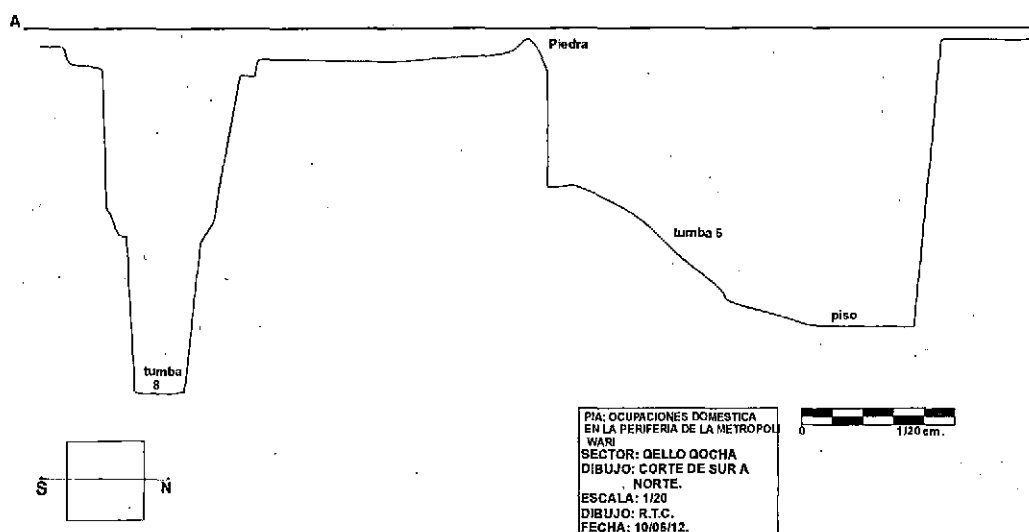 A
Piedra
tumba 5
piso
tumba
8
S N
PIA: OCUPACIONES DOMESTICA
EN LA PERIFERIA DE LA METROPOLI
WARI
SECTOR: QELLO QOCHA
DIBUJO: CORTE DE SUR A
NORTE.
ESCALA: 1/20
DIBUJO: R.T.C.
FECHA: 10/06/12.
0 1/20 cm.